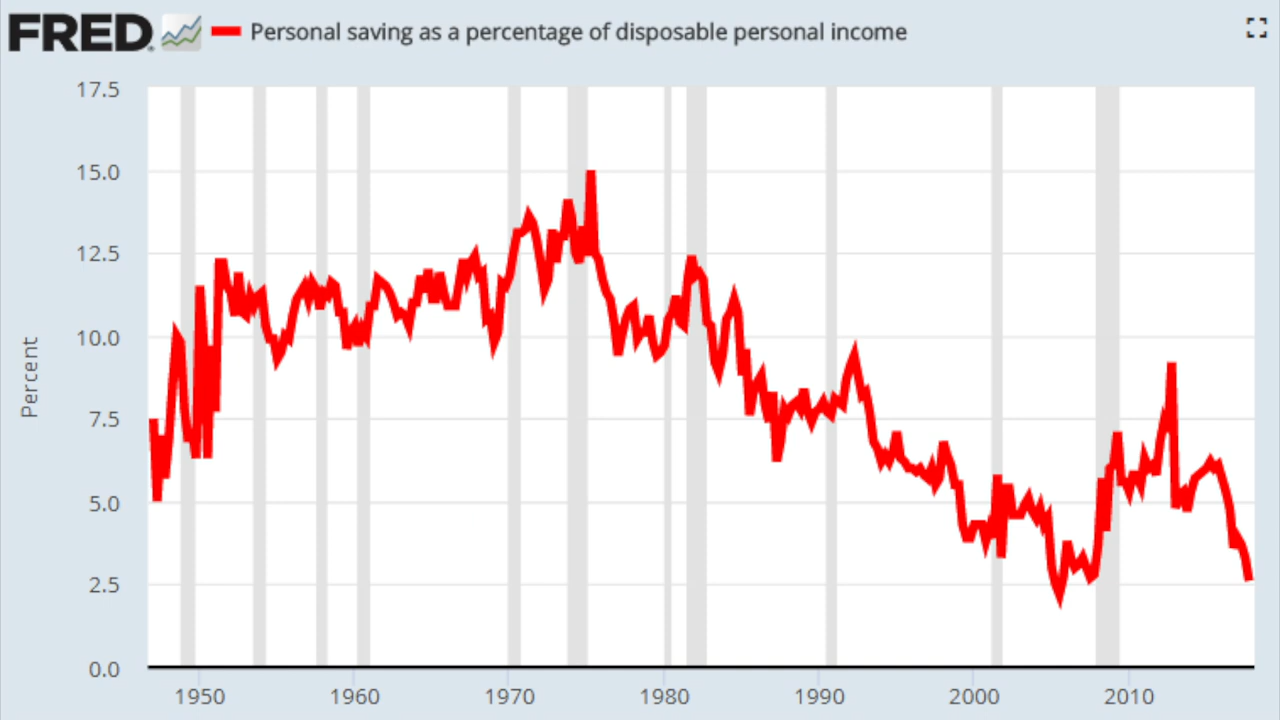 FRED
Personal saving as a percentage of disposable personal income
17.5
15.0
12.5
10.0
7.5
5.0
2.5
0.0
Percent
1950 1960 1970 1980 1990 2000 2010